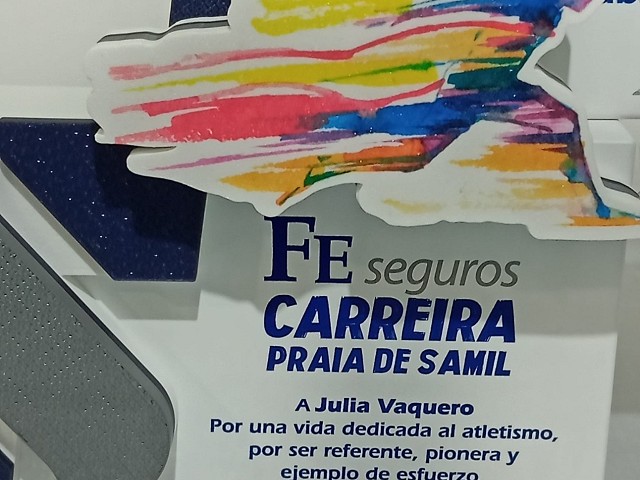 FE seguros
CARREIRA
PRAIA DE SAMIL
A Julia Vaquero
Por una vida dedicada al atletismo,
por ser referente, pionera y
ejemplo de esfuerzo